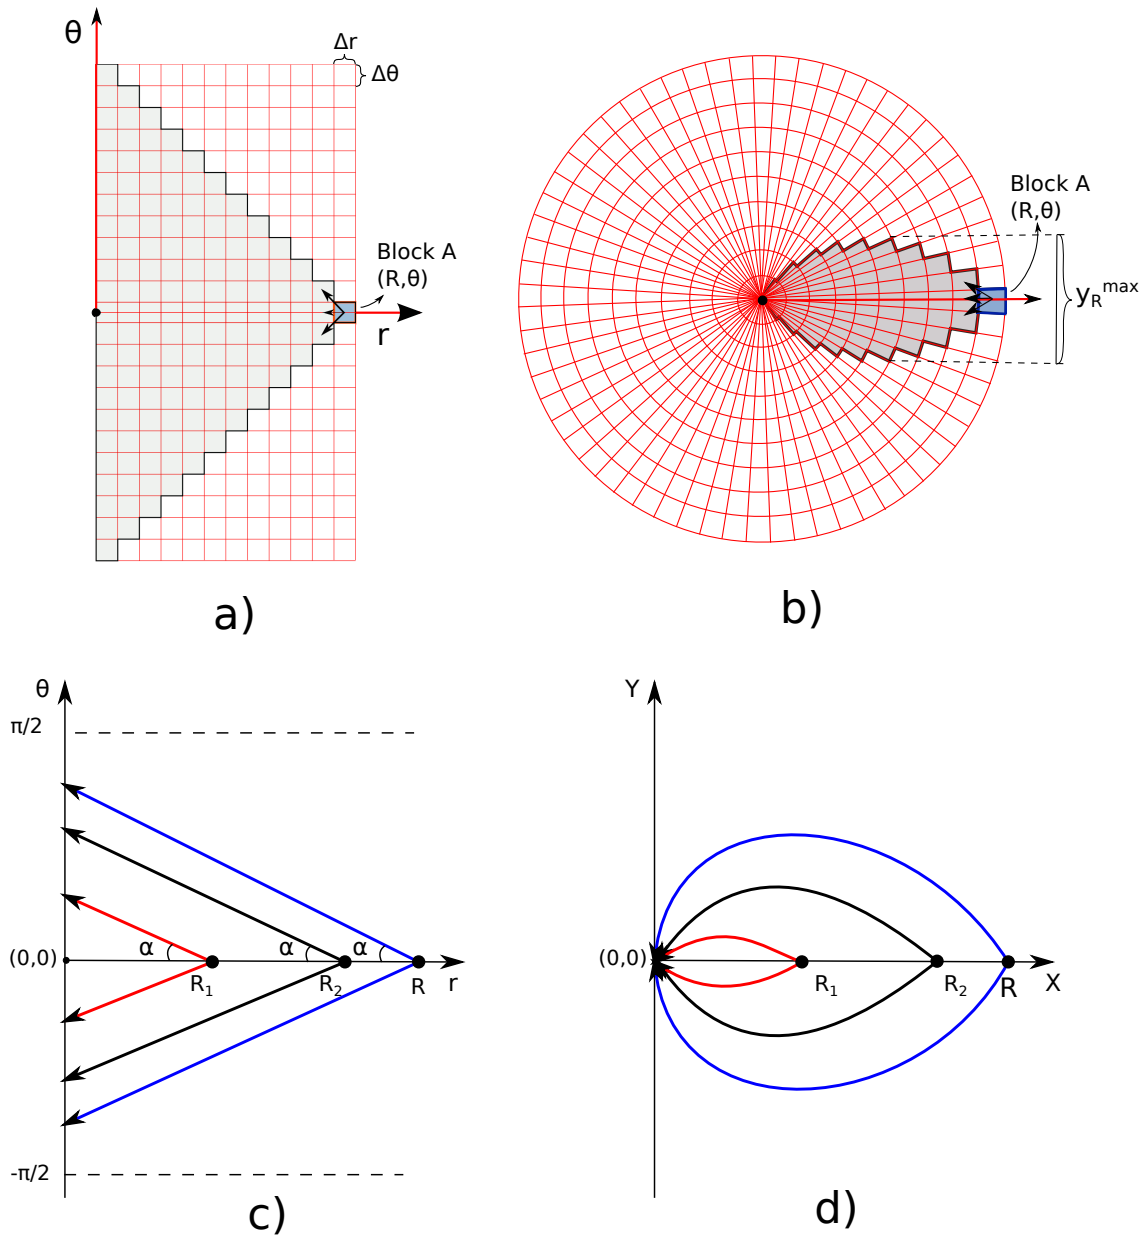 θ
Δr
Δθ
Block A
(R,θ)
r
a)
Block A
(R,θ)
y_R^max
b)
θ
π/2
(0,0)
α
α
α
R₁
R₂
R
r
-π/2
c)
Y
(0,0)
R₁
R₂
R
X
d)